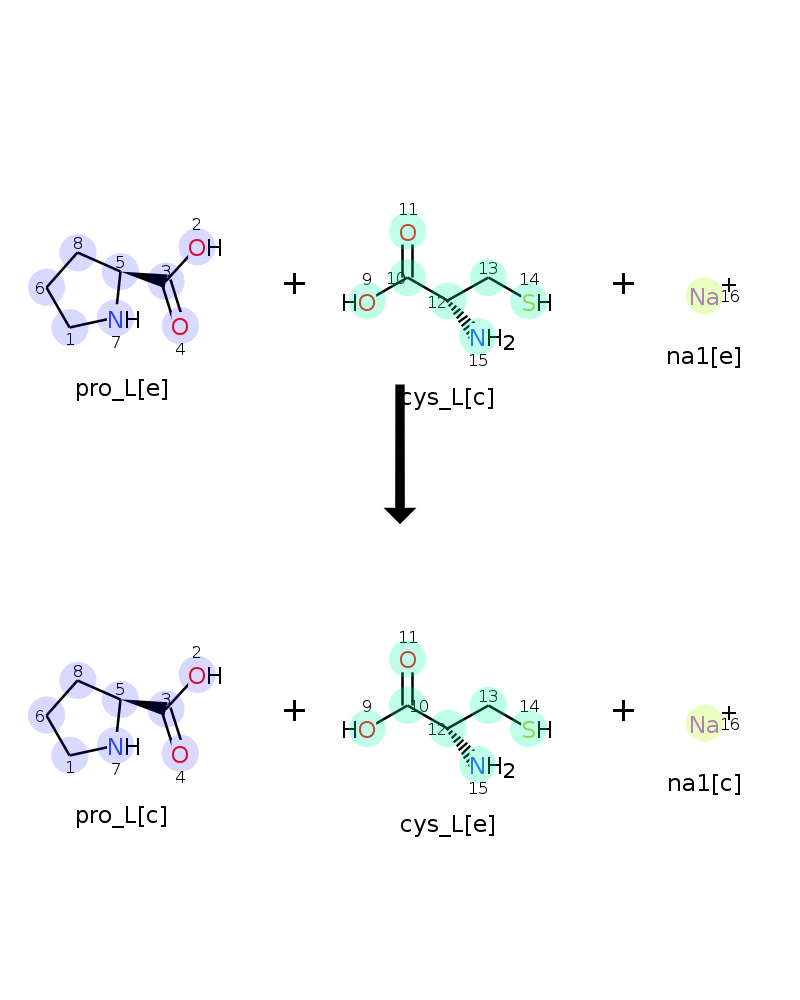 2
8 5 3 OH
6
1 NH O
7 4
pro_L[e]
+
11
O
9 10 13 14
HO 12 SH
NH2
15
cys_L[c]
+
Na+
16
na1[e]
2
8 5 3 OH
6
1 NH O
7 4
pro_L[c]
+
11
O
9 10 13 14
HO 12 SH
NH2
15
cys_L[e]
+
Na+
16
na1[c]